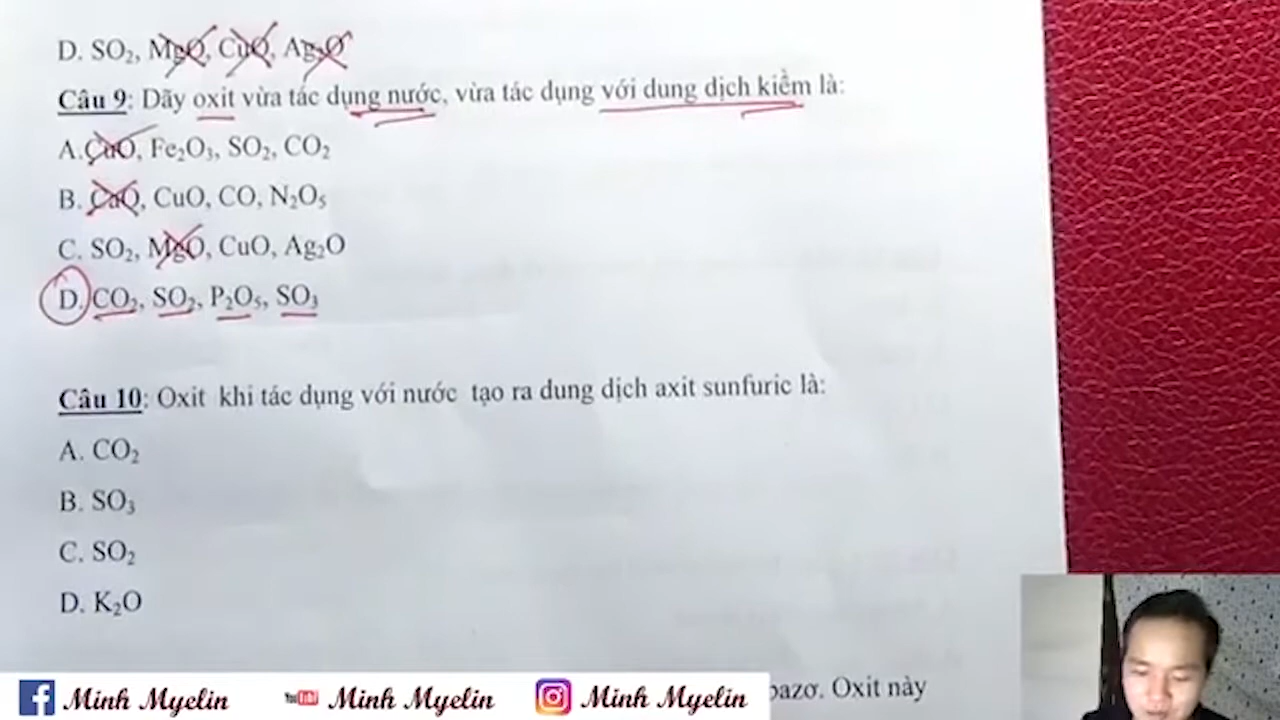 D. SO₂, MgO, CuO, Ag₂O
Câu 9: Dãy oxit vừa tác dụng nước, vừa tác dụng với dung dịch kiềm là:
A.CuO, Fe₂O₃, SO₂, CO₂
B. CaO, CuO, CO, N₂O₅
C. SO₂, MgO, CuO, Ag₂O
D. CO₂, SO₂, P₂O₅, SO₃
Câu 10: Oxit khi tác dụng với nước tạo ra dung dịch axit sunfuric là:
A. CO₂
B. SO₃
C. SO₂
D. K₂O
bazơ. Oxit này
Minh Myelin Minh Myelin Minh Myelin